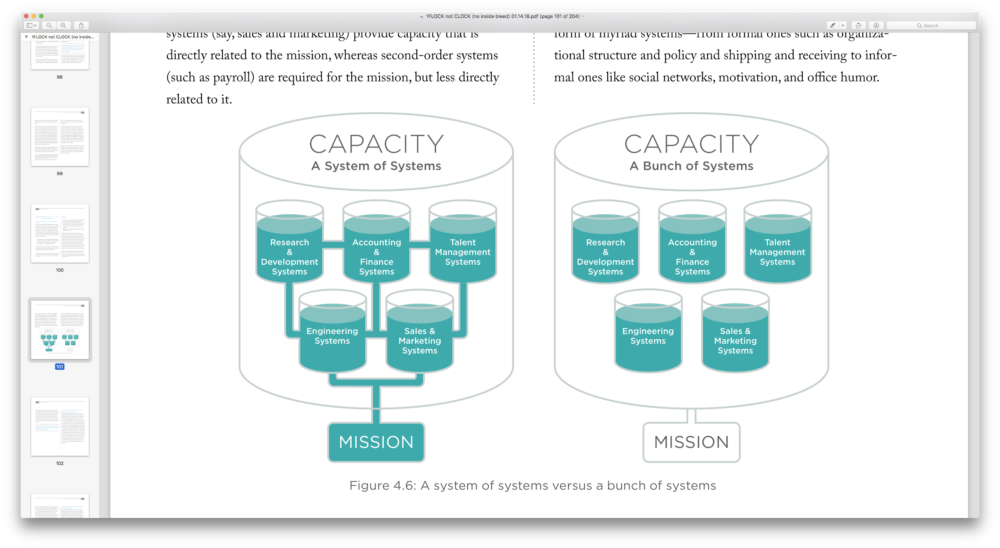 1FLOCK not CLOCK (no inside bleed) 01.14.18.pdf (page 101 of 204)
Search
1FLOCK not CLOCK (no inside...
98
99
100
101
102
systems (say, sales and marketing) provide capacity that is
directly related to the mission, whereas second-order systems
(such as payroll) are required for the mission, but less directly
related to it.
form of myriad systems—from formal ones such as organiza-
tional structure and policy and shipping and receiving to infor-
mal ones like social networks, motivation, and office humor.
CAPACITY
A System of Systems
Research
&
Development
Systems
Accounting
&
Finance
Systems
Talent
Management
Systems
Engineering
Systems
Sales &
Marketing
Systems
MISSION
CAPACITY
A Bunch of Systems
Research
&
Development
Systems
Accounting
&
Finance
Systems
Talent
Management
Systems
Engineering
Systems
Sales &
Marketing
Systems
MISSION
Figure 4.6: A system of systems versus a bunch of systems